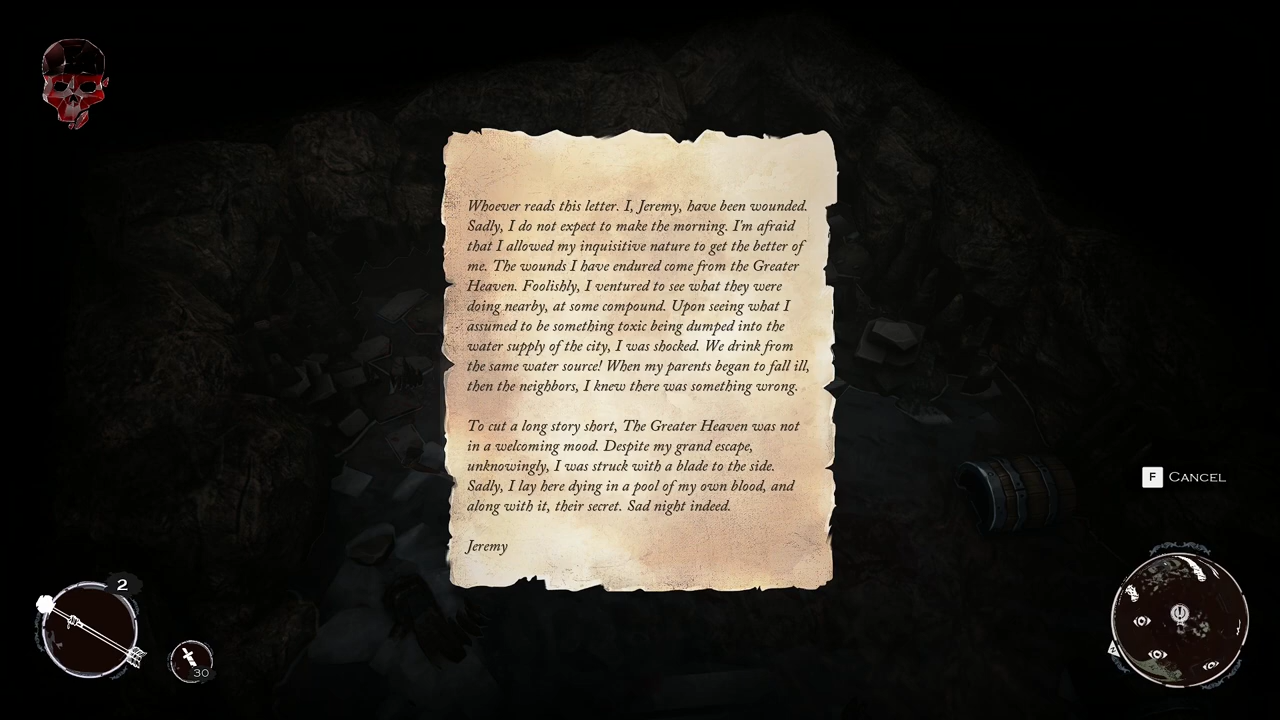 Whoever reads this letter. I, Jeremy, have been wounded.
Sadly, I do not expect to make the morning. I'm afraid
that I allowed my inquisitive nature to get the better of
me. The wounds I have endured come from the Greater
Heaven. Foolishly, I ventured to see what they were
doing nearby, at some compound. Upon seeing what I
assumed to be something toxic being dumped into the
water supply of the city, I was shocked. We drink from
the same water source! When my parents began to fall ill,
then the neighbors, I knew there was something wrong.
To cut a long story short, The Greater Heaven was not
in a welcoming mood. Despite my grand escape,
unknowingly, I was struck with a blade to the side.
Sadly, I lay here dying in a pool of my own blood, and
along with it, their secret. Sad night indeed.
Jeremy
F CANCEL
2
30